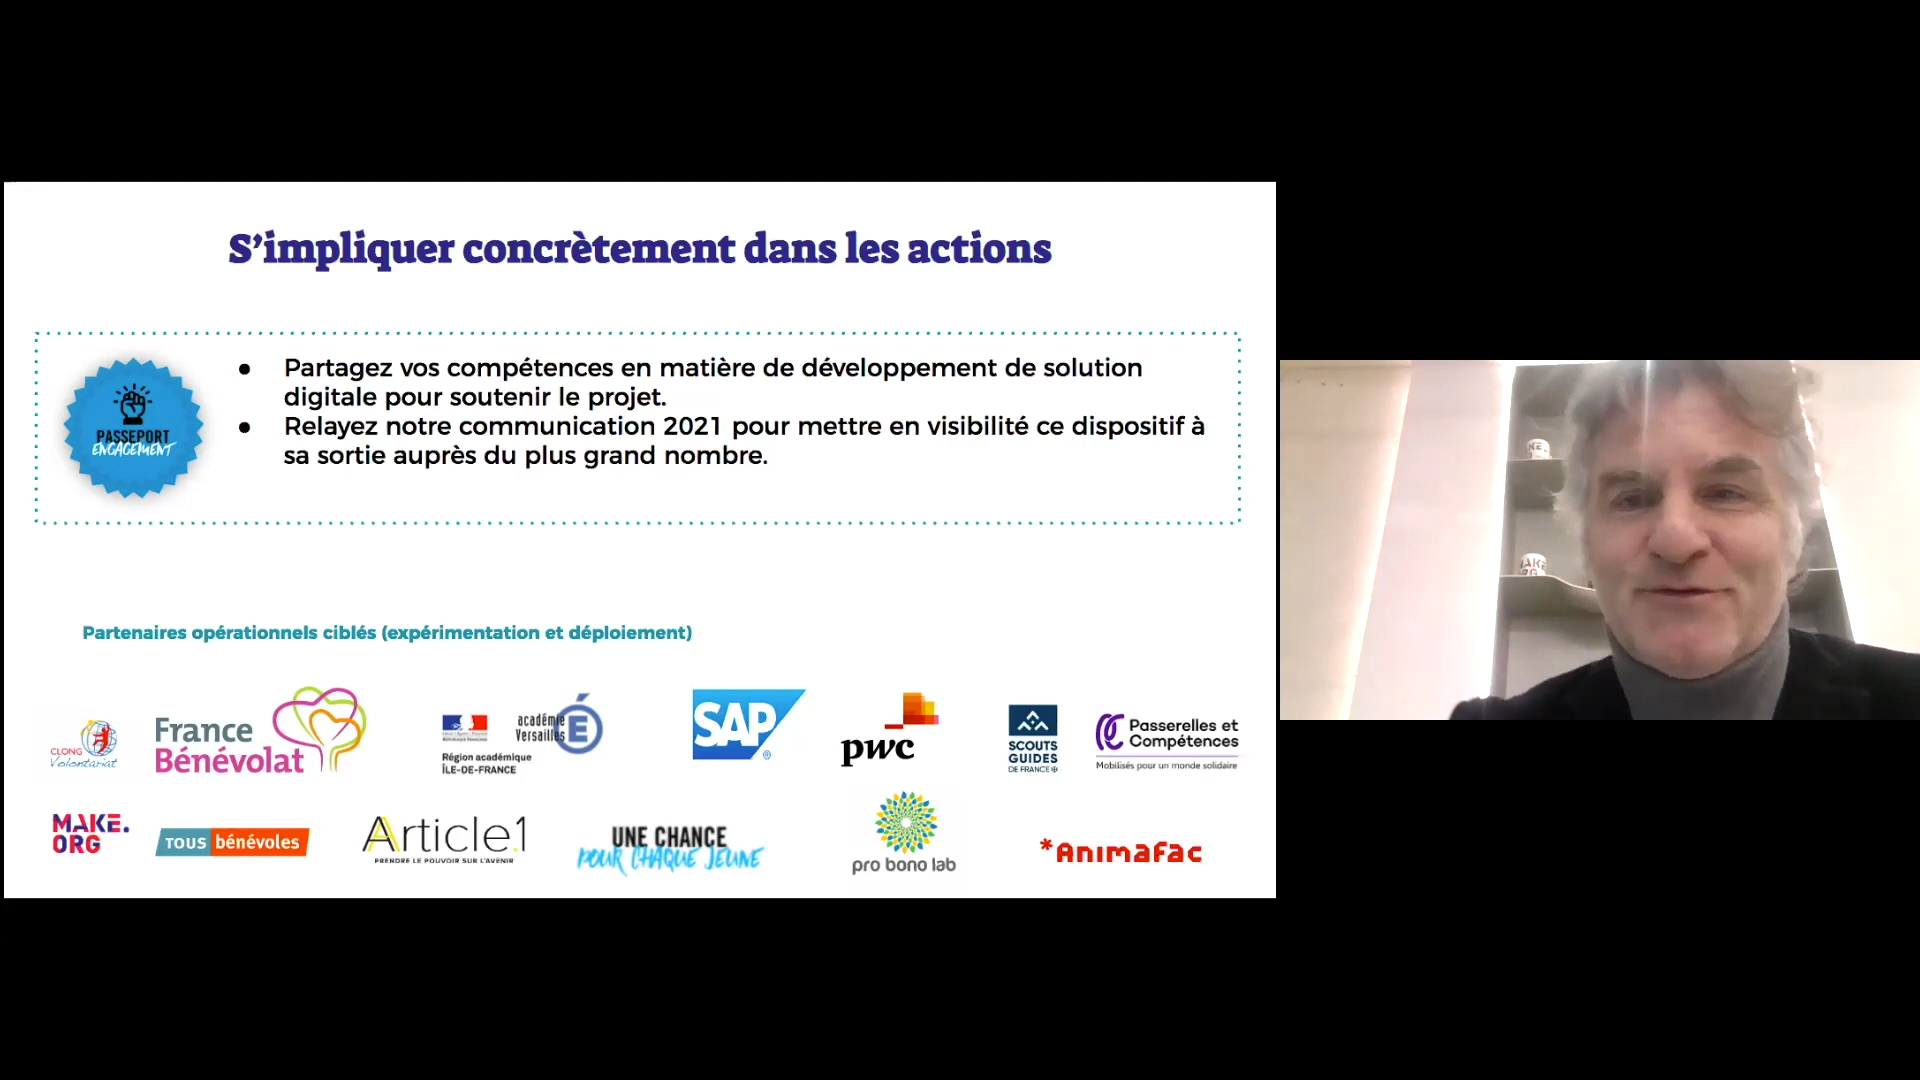 S'impliquer concrètement dans les actions
● Partagez vos compétences en matière de développement de solution
digitale pour soutenir le projet.
● Relayez notre communication 2021 pour mettre en visibilité ce dispositif à
sa sortie auprès du plus grand nombre.
PASSEPORT
ENGAGEMENT
Partenaires opérationnels ciblés (expérimentation et déploiement)
CLONG
Volontariat
France
Bénévolat
Région académique
ÎLE-DE-FRANCE
académie
Versailles
É
SAP
®
pwc
SCOUTS
GUIDES
DE FRANCE
Passerelles et
Compétences
Mobilisés pour un monde solidaire
MAKE.
ORG
TOUS bénévoles
Article.1
PRENDRE LE POUVOIR SUR L'AVENIR
UNE CHANCE
POUR CHAQUE JEUNE
pro bono lab
*Animafac
MAKE.
ORG